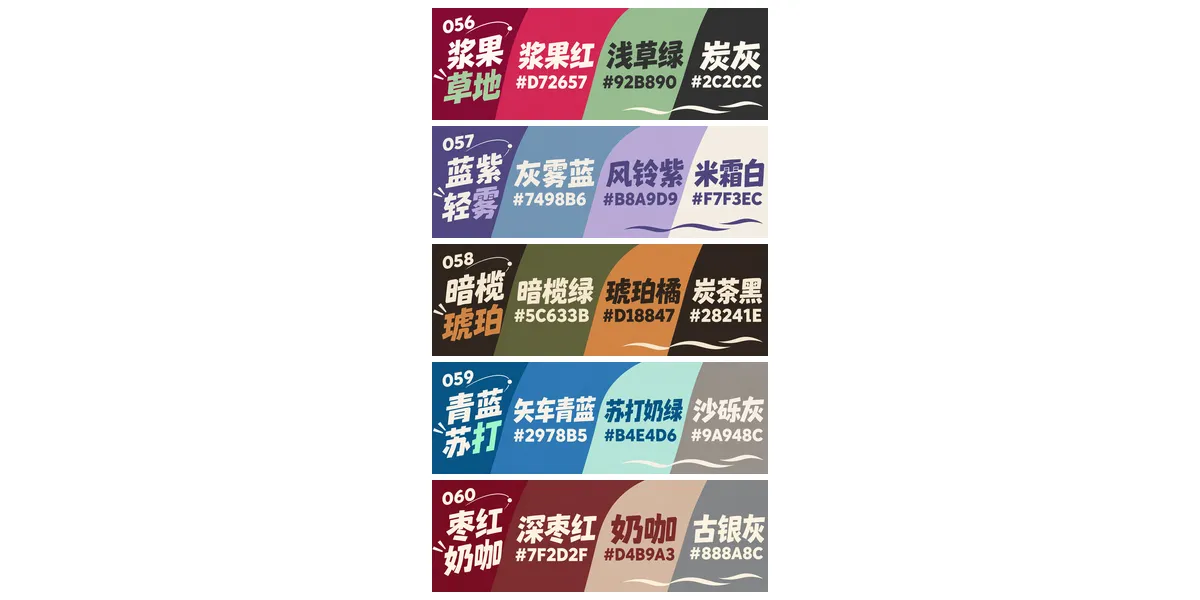 056
浆果
草地
浆果红
#D72657
浅草绿
#92B890
炭灰
#2C2C2C
057
蓝紫
轻雾
灰雾蓝
#7498B6
风铃紫
#B8A9D9
米霜白
#F7F3EC
058
暗榄
琥珀
暗榄绿
#5C633B
琥珀橘
#D18847
炭茶黑
#28241E
059
青蓝
苏打
矢车青蓝
#2978B5
苏打奶绿
#B4E4D6
沙砾灰
#9A948C
060
枣红
奶咖
深枣红
#7F2D2F
奶咖
#D4B9A3
古银灰
#888A8C